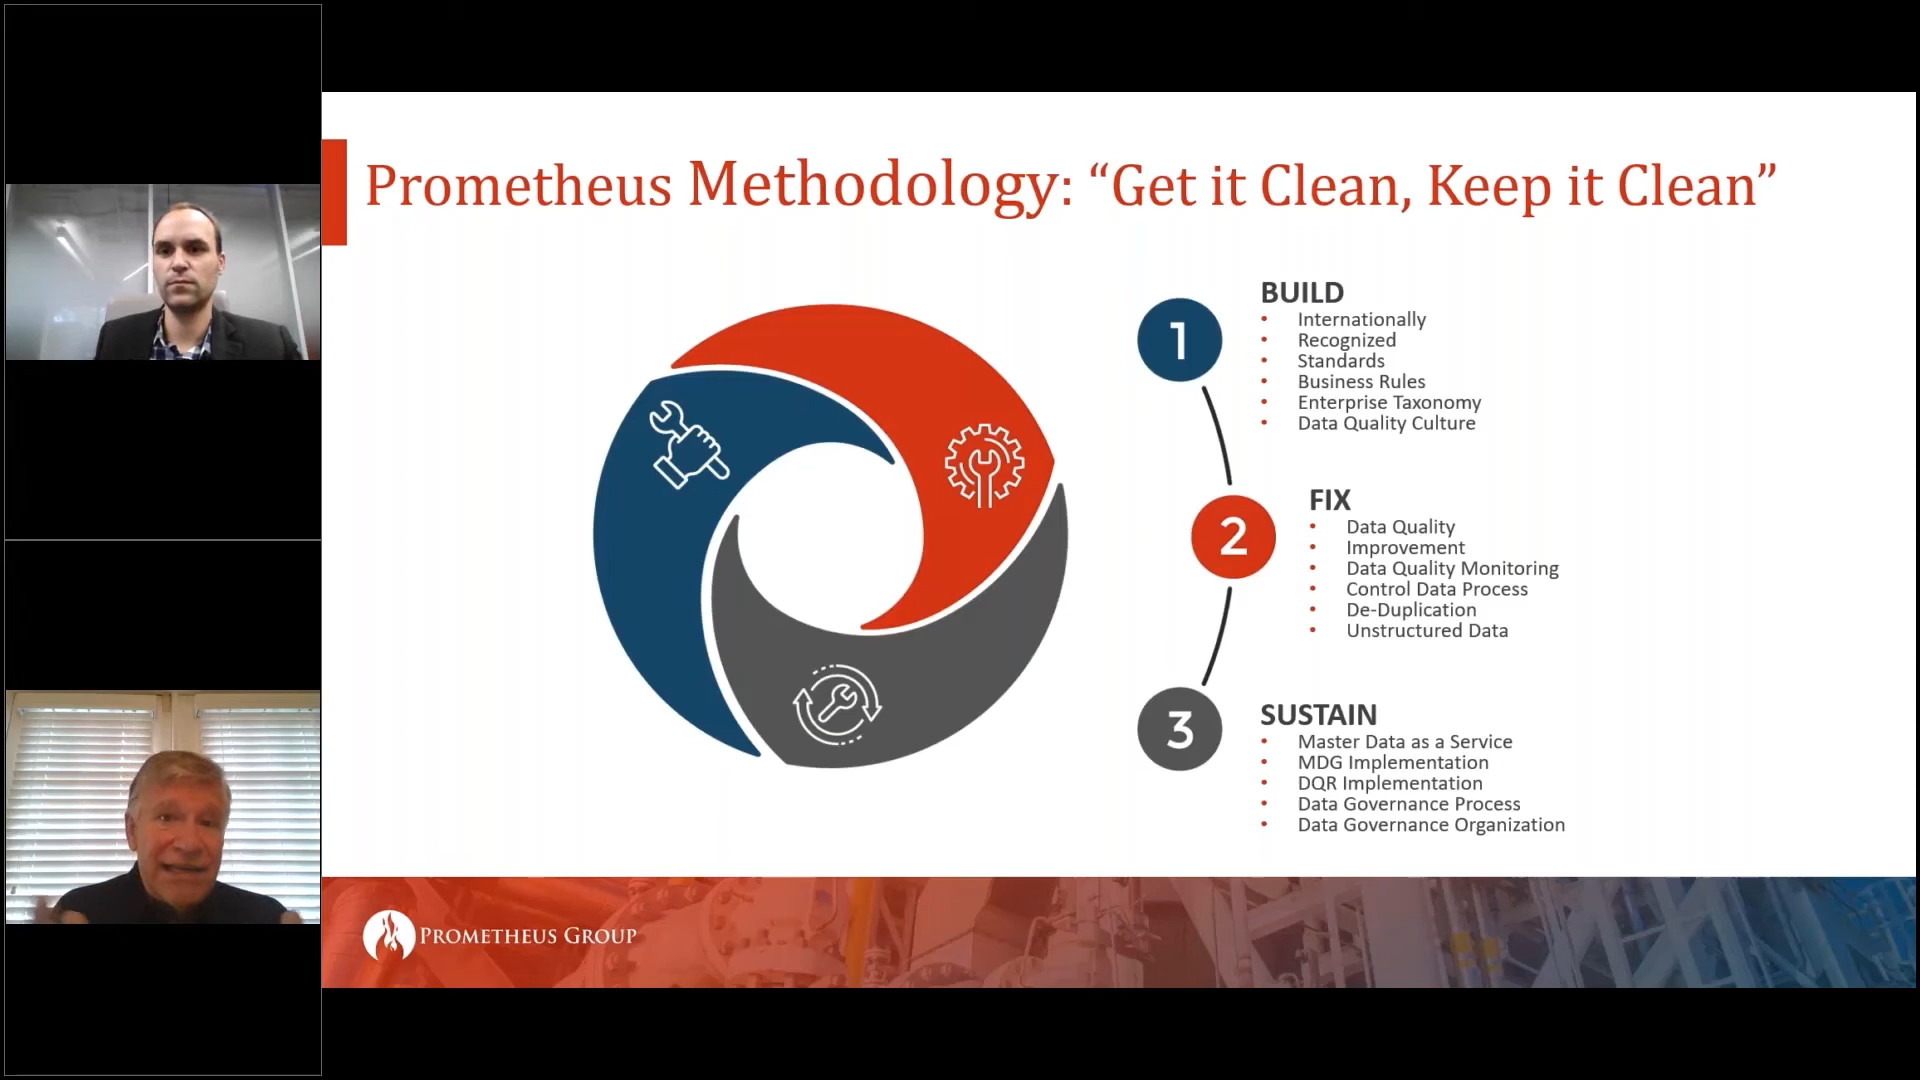 Prometheus Methodology: “Get it Clean, Keep it Clean”
1
BUILD
• Internationally
• Recognized
• Standards
• Business Rules
• Enterprise Taxonomy
• Data Quality Culture
2
FIX
• Data Quality
• Improvement
• Data Quality Monitoring
• Control Data Process
• De-Duplication
• Unstructured Data
3
SUSTAIN
• Master Data as a Service
• MDG Implementation
• DQR Implementation
• Data Governance Process
• Data Governance Organization
PROMETHEUS GROUP